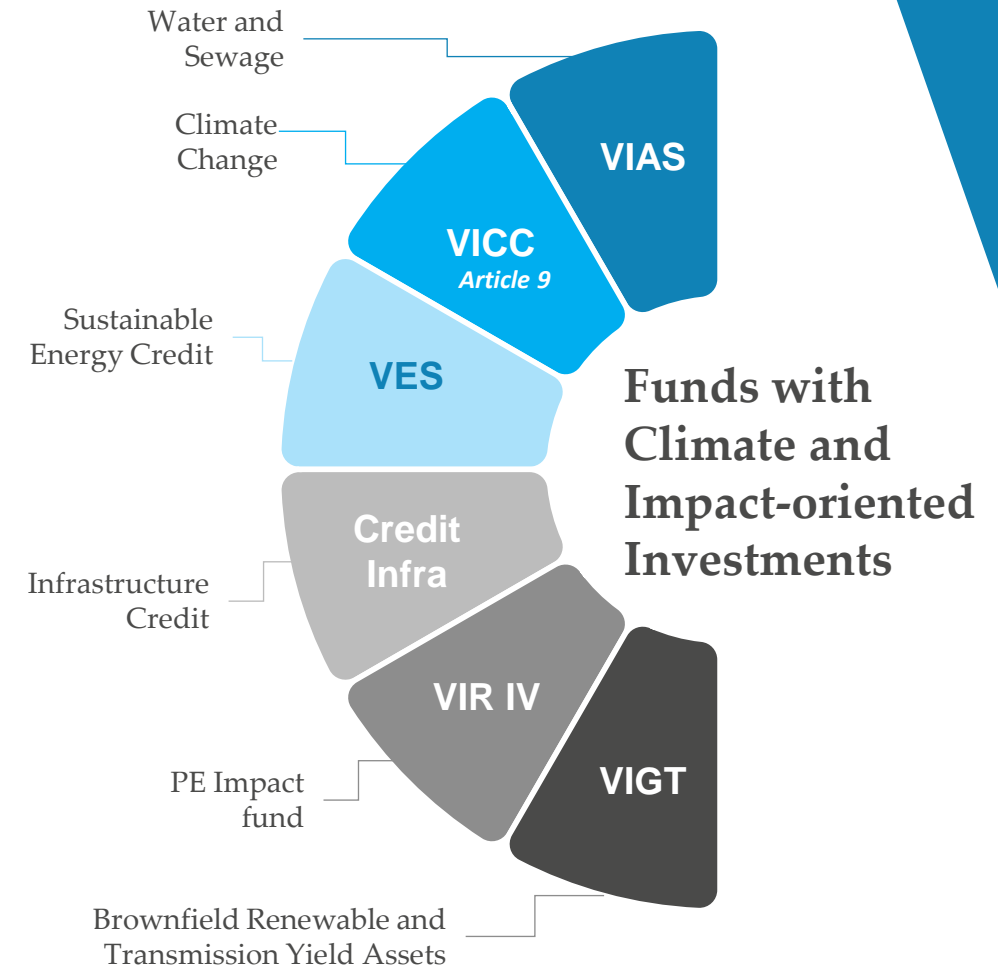 Water and
Sewage
VIAS
Climate
Change
VICC
Article 9
Sustainable
Energy Credit
VES
Funds with
Climate and
Impact-oriented
Investments
Credit
Infra
Infrastructure
Credit
VIR IV
PE Impact
fund
VIGT
Brownfield Renewable and
Transmission Yield Assets